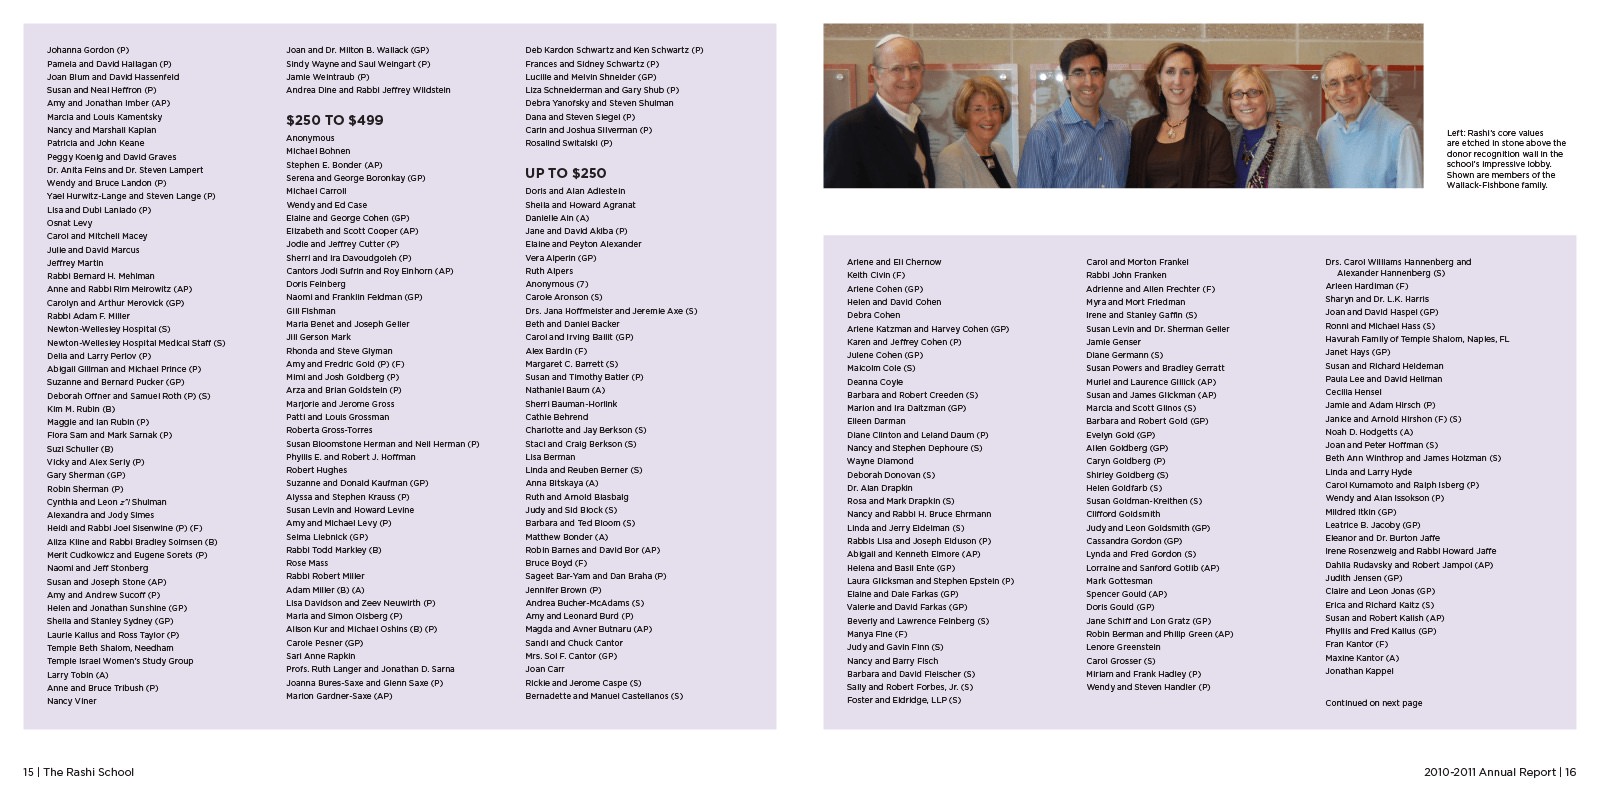 Johanna Gordon (P)
Pamela and David Hallagan (P)
Joan Blum and David Hassenfeld
Susan and Neal Heffron (P)
Amy and Jonathan Imber (AP)
Marcia and Louis Kamentsky
Nancy and Marshall Kaplan
Patricia and John Keane
Peggy Koenig and David Graves
Dr. Anita Feins and Dr. Steven Lampert
Wendy and Bruce Landon (P)
Yael Hurwitz-Lange and Steven Lange (P)
Lisa and Dubi Laniado (P)
Osnat Levy
Carol and Mitchell Macey
Julie and David Marcus
Jeffrey Martin
Rabbi Bernard H. Mehlman
Anne and Rabbi Rim Meirowitz (AP)
Carolyn and Arthur Merovick (GP)
Rabbi Adam F. Miller
Newton-Wellesley Hospital (S)
Newton-Wellesley Hospital Medical Staff (S)
Delia and Larry Perlov (P)
Abigail Gillman and Michael Prince (P)
Suzanne and Bernard Pucker (GP)
Deborah Offner and Samuel Roth (P) (S)
Kim M. Rubin (B)
Maggie and Ian Rubin (P)
Flora Sam and Mark Sarnak (P)
Suzi Schuller (B)
Vicky and Alex Serly (P)
Gary Sherman (GP)
Robin Sherman (P)
Cynthia and Leon z"l Shulman
Alexandra and Jody Simes
Heidi and Rabbi Joel Sisenwine (P) (F)
Aliza Kline and Rabbi Bradley Solmsen (B)
Merit Cudkowicz and Eugene Sorets (P)
Naomi and Jeff Stonberg
Susan and Joseph Stone (AP)
Amy and Andrew Sucoff (P)
Helen and Jonathan Sunshine (GP)
Sheila and Stanley Sydney (GP)
Laurie Kalius and Ross Taylor (P)
Temple Beth Shalom, Needham
Temple Israel Women's Study Group
Larry Tobin (A)
Anne and Bruce Tribush (P)
Nancy Viner
Joan and Dr. Milton B. Wallack (GP)
Sindy Wayne and Saul Weingart (P)
Jamie Weintraub (P)
Andrea Dine and Rabbi Jeffrey Wildstein
$250 TO $499
Anonymous
Michael Bohnen
Stephen E. Bonder (AP)
Serena and George Boronkay (GP)
Michael Carroll
Wendy and Ed Case
Elaine and George Cohen (GP)
Elizabeth and Scott Cooper (AP)
Jodie and Jeffrey Cutter (P)
Sherri and Ira Davoudgoleh (P)
Cantors Jodi Sufrin and Roy Einhorn (AP)
Doris Feinberg
Naomi and Franklin Feldman (GP)
Gill Fishman
Maria Benet and Joseph Geller
Jill Gerson Mark
Rhonda and Steve Glyman
Amy and Fredric Gold (P) (F)
Mimi and Josh Goldberg (P)
Arza and Brian Goldstein (P)
Marjorie and Jerome Gross
Patti and Louis Grossman
Roberta Gross-Torres
Susan Bloomstone Herman and Neil Herman (P)
Phyllis E. and Robert J. Hoffman
Robert Hughes
Suzanne and Donald Kaufman (GP)
Alyssa and Stephen Krauss (P)
Susan Levin and Howard Levine
Amy and Michael Levy (P)
Selma Liebnick (GP)
Rabbi Todd Markley (B)
Rose Mass
Rabbi Robert Miller
Adam Miller (B) (A)
Lisa Davidson and Zeev Neuwirth (P)
Maria and Simon Olsberg (P)
Alison Kur and Michael Oshins (B) (P)
Carole Pesner (GP)
Sari Anne Rapkin
Profs. Ruth Langer and Jonathan D. Sarna
Joanna Bures-Saxe and Glenn Saxe (P)
Marion Gardner-Saxe (AP)
Deb Kardon Schwartz and Ken Schwartz (P)
Frances and Sidney Schwartz (P)
Lucille and Melvin Shneider (GP)
Liza Schneiderman and Gary Shub (P)
Debra Yanofsky and Steven Shulman
Dana and Steven Siegel (P)
Carin and Joshua Silverman (P)
Rosalind Switalski (P)
UP TO $250
Doris and Alan Adlestein
Sheila and Howard Agranat
Danielle Ain (A)
Jane and David Akiba (P)
Elaine and Peyton Alexander
Vera Alperin (GP)
Ruth Alpers
Anonymous (7)
Carole Aronson (S)
Drs. Jana Hoffmeister and Jeremie Axe (S)
Beth and Daniel Backer
Carol and Irving Ballit (GP)
Alex Bardin (F)
Margaret C. Barrett (S)
Susan and Timothy Batler (P)
Nathaniel Baum (A)
Sherri Bauman-Horlink
Cathie Behrend
Charlotte and Jay Berkson (S)
Staci and Craig Berkson (S)
Lisa Berman
Linda and Reuben Berner (S)
Anna Bitskaya (A)
Ruth and Arnold Blasbalg
Judy and Sid Block (S)
Barbara and Ted Bloom (S)
Matthew Bonder (A)
Robin Barnes and David Bor (AP)
Bruce Boyd (F)
Sageet Bar-Yam and Dan Braha (P)
Jennifer Brown (P)
Andrea Bucher-McAdams (S)
Amy and Leonard Burd (P)
Magda and Avner Butnaru (AP)
Sandi and Chuck Cantor
Mrs. Sol F. Cantor (GP)
Joan Carr
Rickie and Jerome Caspe (S)
Bernadette and Manuel Castellanos (S)
15 | The Rashi School
Left: Rashi's core values
are etched in stone above the
donor recognition wall in the
school's impressive lobby.
Shown are members of the
Wallack-Fishbone family.
Arlene and Eli Chernow
Keith Civin (F)
Arlene Cohen (GP)
Helen and David Cohen
Debra Cohen
Arlene Katzman and Harvey Cohen (GP)
Karen and Jeffrey Cohen (P)
Julene Cohen (GP)
Malcolm Cole (S)
Deanna Coyle
Barbara and Robert Creeden (S)
Marion and Ira Daitzman (GP)
Eileen Darman
Diane Clinton and Leland Daum (P)
Nancy and Stephen Dephoure (S)
Wayne Diamond
Deborah Donovan (S)
Dr. Alan Drapkin
Rosa and Mark Drapkin (S)
Nancy and Rabbi H. Bruce Ehrmann
Linda and Jerry Eidelman (S)
Rabbis Lisa and Joseph Eiduson (P)
Abigail and Kenneth Elmore (AP)
Helena and Basil Ente (GP)
Laura Glicksman and Stephen Epstein (P)
Elaine and Dale Farkas (GP)
Valerie and David Farkas (GP)
Beverly and Lawrence Feinberg (S)
Manya Fine (F)
Judy and Gavin Finn (S)
Nancy and Barry Fisch
Barbara and David Fleischer (S)
Sally and Robert Forbes, Jr. (S)
Foster and Eldridge, LLP (S)
Carol and Morton Frankel
Rabbi John Franken
Adrienne and Allen Frechter (F)
Myra and Mort Friedman
Irene and Stanley Gaffin (S)
Susan Levin and Dr. Sherman Geller
Jamie Genser
Diane Germann (S)
Susan Powers and Bradley Gerratt
Muriel and Laurence Gillick (AP)
Susan and James Glickman (AP)
Marcia and Scott Glinos (S)
Barbara and Robert Gold (GP)
Evelyn Gold (GP)
Allen Goldberg (GP)
Caryn Goldberg (P)
Shirley Goldberg (S)
Helen Goldfarb (S)
Susan Goldman-Kreithen (S)
Clifford Goldsmith
Judy and Leon Goldsmith (GP)
Cassandra Gordon (GP)
Lynda and Fred Gordon (S)
Lorraine and Sanford Gotlib (AP)
Mark Gottesman
Spencer Gould (AP)
Doris Gould (GP)
Jane Schiff and Lon Gratz (GP)
Robin Berman and Philip Green (AP)
Lenore Greenstein
Carol Grosser (S)
Miriam and Frank Hadley (P)
Wendy and Steven Handler (P)
Drs. Carol Williams Hannenberg and
Alexander Hannenberg (S)
Arleen Hardiman (F)
Sharyn and Dr. L.K. Harris
Joan and David Haspel (GP)
Ronni and Michael Hass (S)
Havurah Family of Temple Shalom, Naples, FL
Janet Hays (GP)
Susan and Richard Heideman
Paula Lee and David Hellman
Cecilia Hensel
Jamie and Adam Hirsch (P)
Janice and Arnold Hirshon (F) (S)
Noah D. Hodgetts (A)
Joan and Peter Hoffman (S)
Beth Ann Winthrop and James Holzman (S)
Linda and Larry Hyde
Carol Kumamoto and Ralph Isberg (P)
Wendy and Alan Issokson (P)
Mildred Itkin (GP)
Leatrice B. Jacoby (GP)
Eleanor and Dr. Burton Jaffe
Irene Rosenzweig and Rabbi Howard Jaffe
Dahlia Rudavsky and Robert Jampol (AP)
Judith Jensen (GP)
Claire and Leon Jonas (GP)
Erica and Richard Kaitz (S)
Susan and Robert Kalish (AP)
Phyllis and Fred Kalius (GP)
Fran Kantor (F)
Maxine Kantor (A)
Jonathan Kappel
Continued on next page
2010-2011 Annual Report | 16